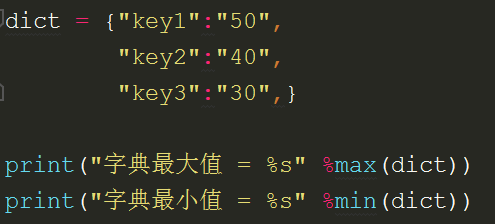 dict = {"key1":"50",
"key2":"40",
"key3":"30",}
print("字典最大值 = %s" %max(dict))
print("字典最小值 = %s" %min(dict))